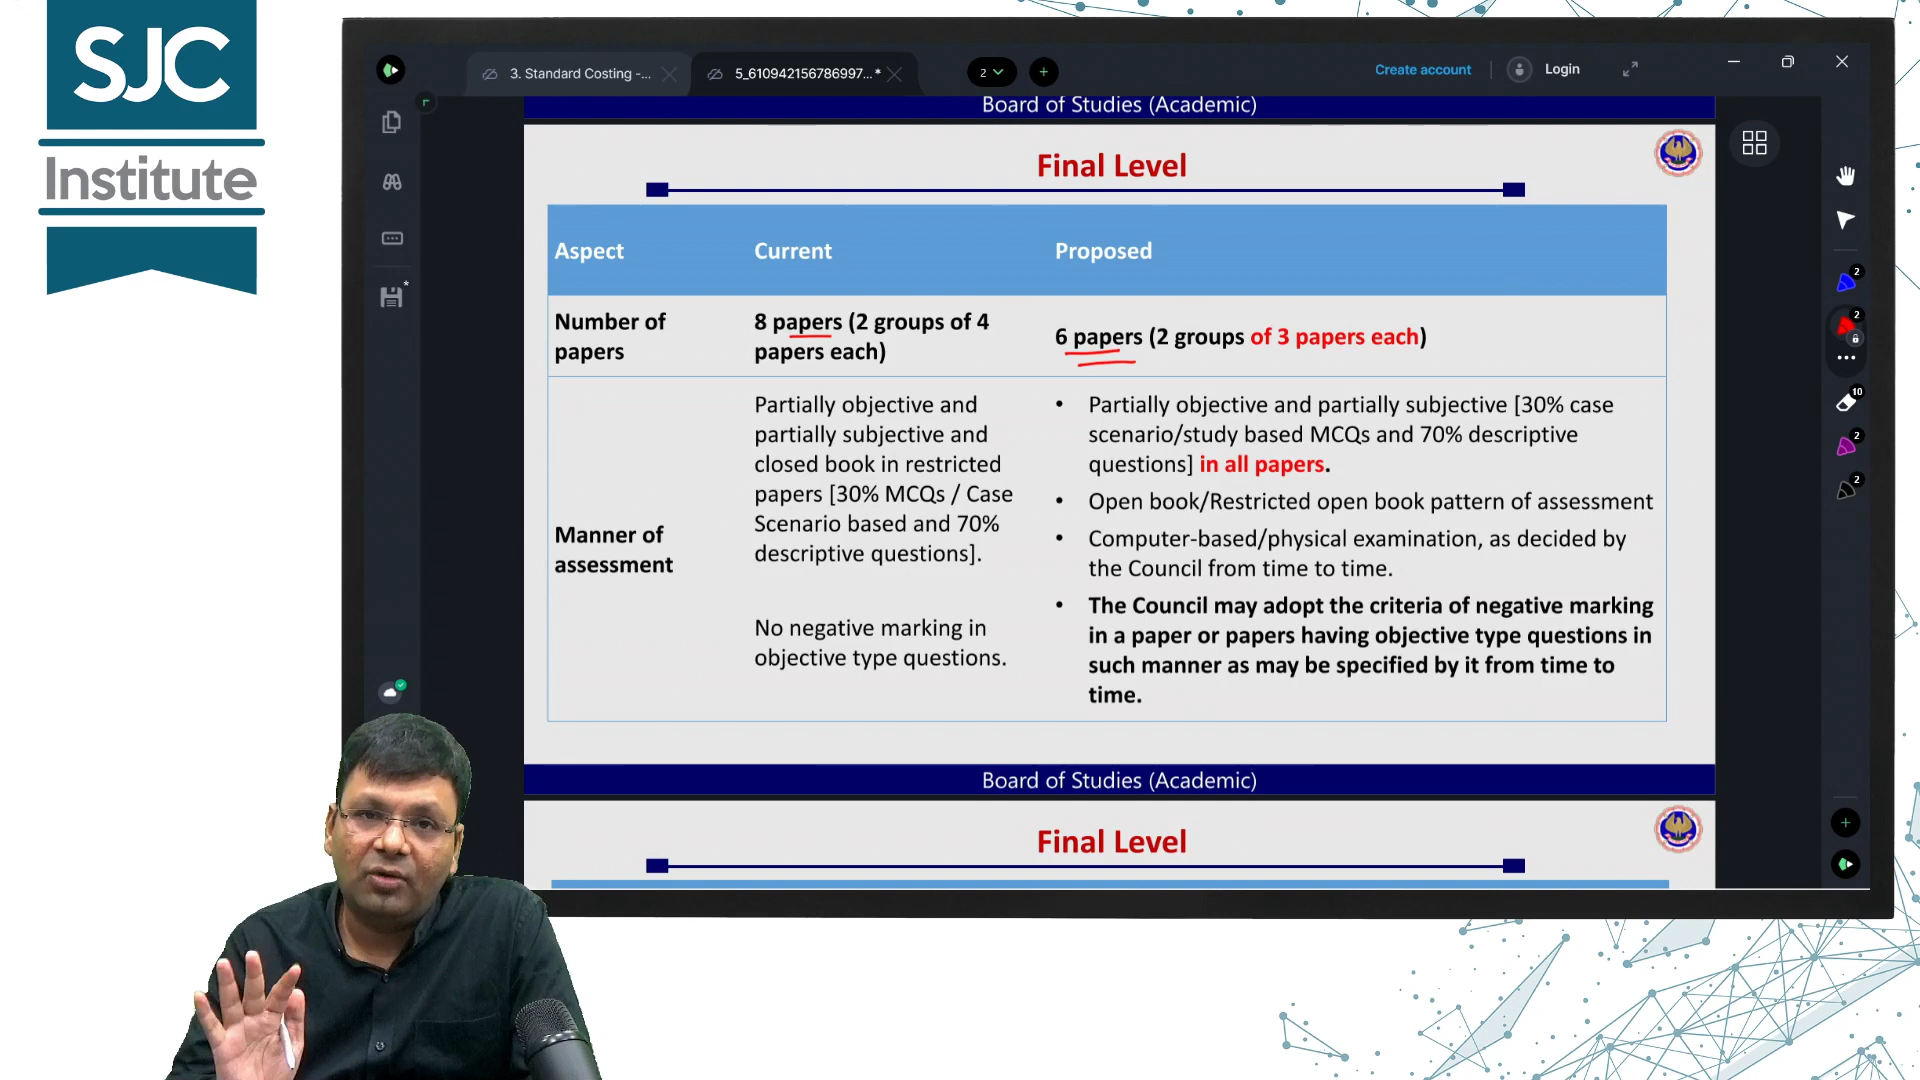 SJC
Institute
3. Standard Costing -...
5_610942156786997... *
2
Create account
Login
Board of Studies (Academic)
Final Level
Aspect
Current
Proposed
Number of
papers
8 papers (2 groups of 4
papers each)
6 papers (2 groups of 3 papers each)
Manner of
assessment
Partially objective and
partially subjective and
closed book in restricted
papers [30% MCQs / Case
Scenario based and 70%
descriptive questions].
No negative marking in
objective type questions.
• Partially objective and partially subjective [30% case
scenario/study based MCQs and 70% descriptive
questions] in all papers.
• Open book/Restricted open book pattern of assessment
• Computer-based/physical examination, as decided by
the Council from time to time.
• The Council may adopt the criteria of negative marking
in a paper or papers having objective type questions in
such manner as may be specified by it from time to
time.
Board of Studies (Academic)
Final Level
2
2
10
2
2